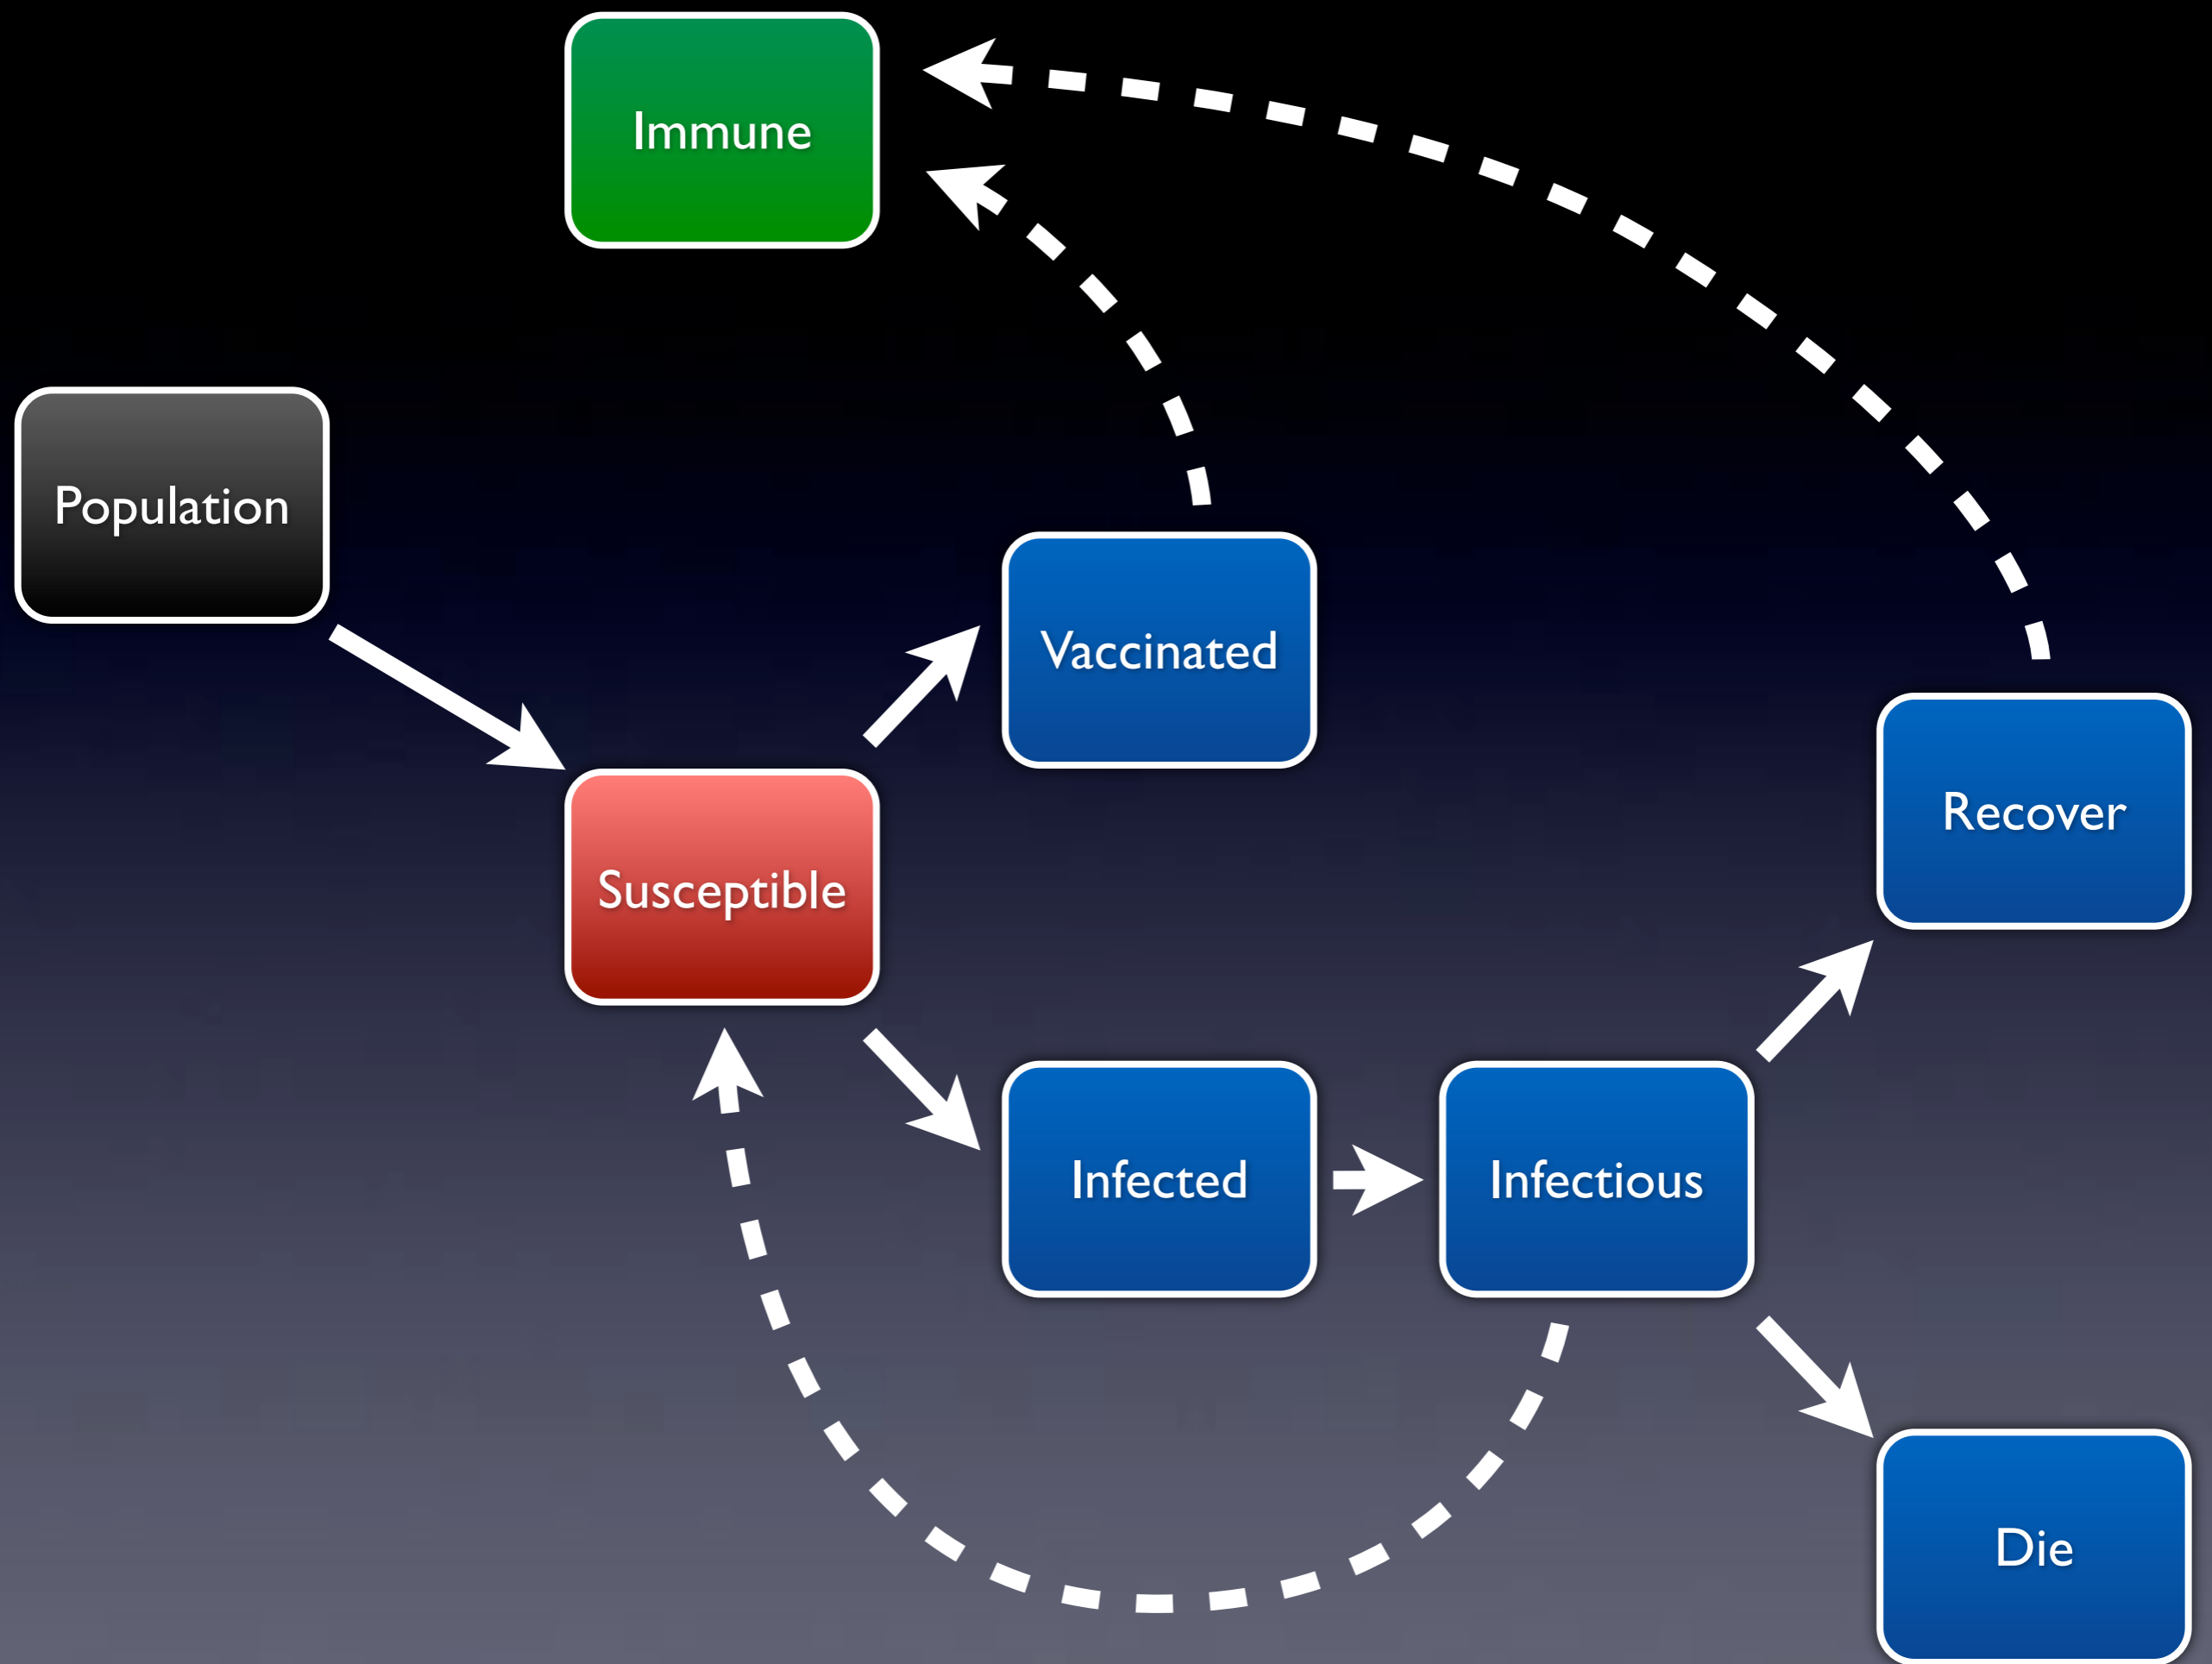 Immune
Population
Vaccinated
Recover
Susceptible
Infected
Infectious
Die